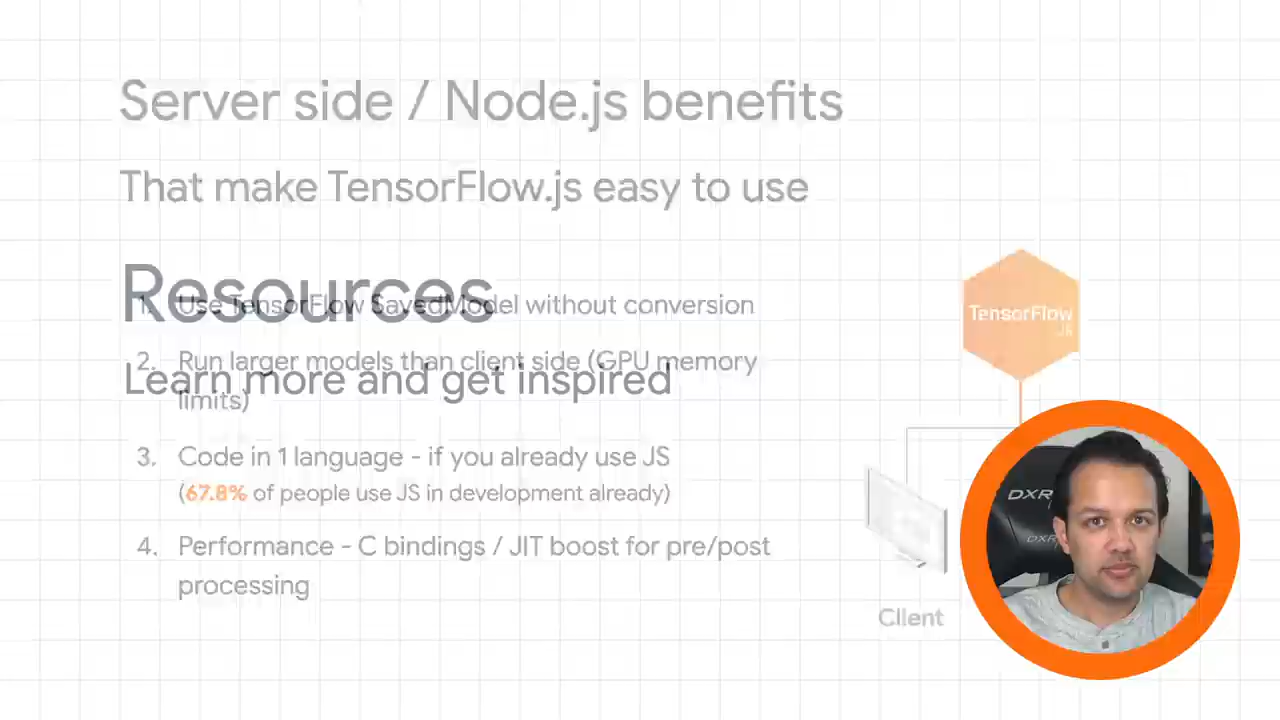 Server side / Node.js benefits
That make TensorFlow.js easy to use
Resources
Learn more and get inspired
1. Use TensorFlow SavedModel without conversion
2. Run larger models than client side (GPU memory
limits)
3. Code in 1 language - if you already use JS
(67.8% of people use JS in development already)
4. Performance - C bindings / JIT boost for pre/post
processing
TensorFlow
JS
Client
DXR
DXR